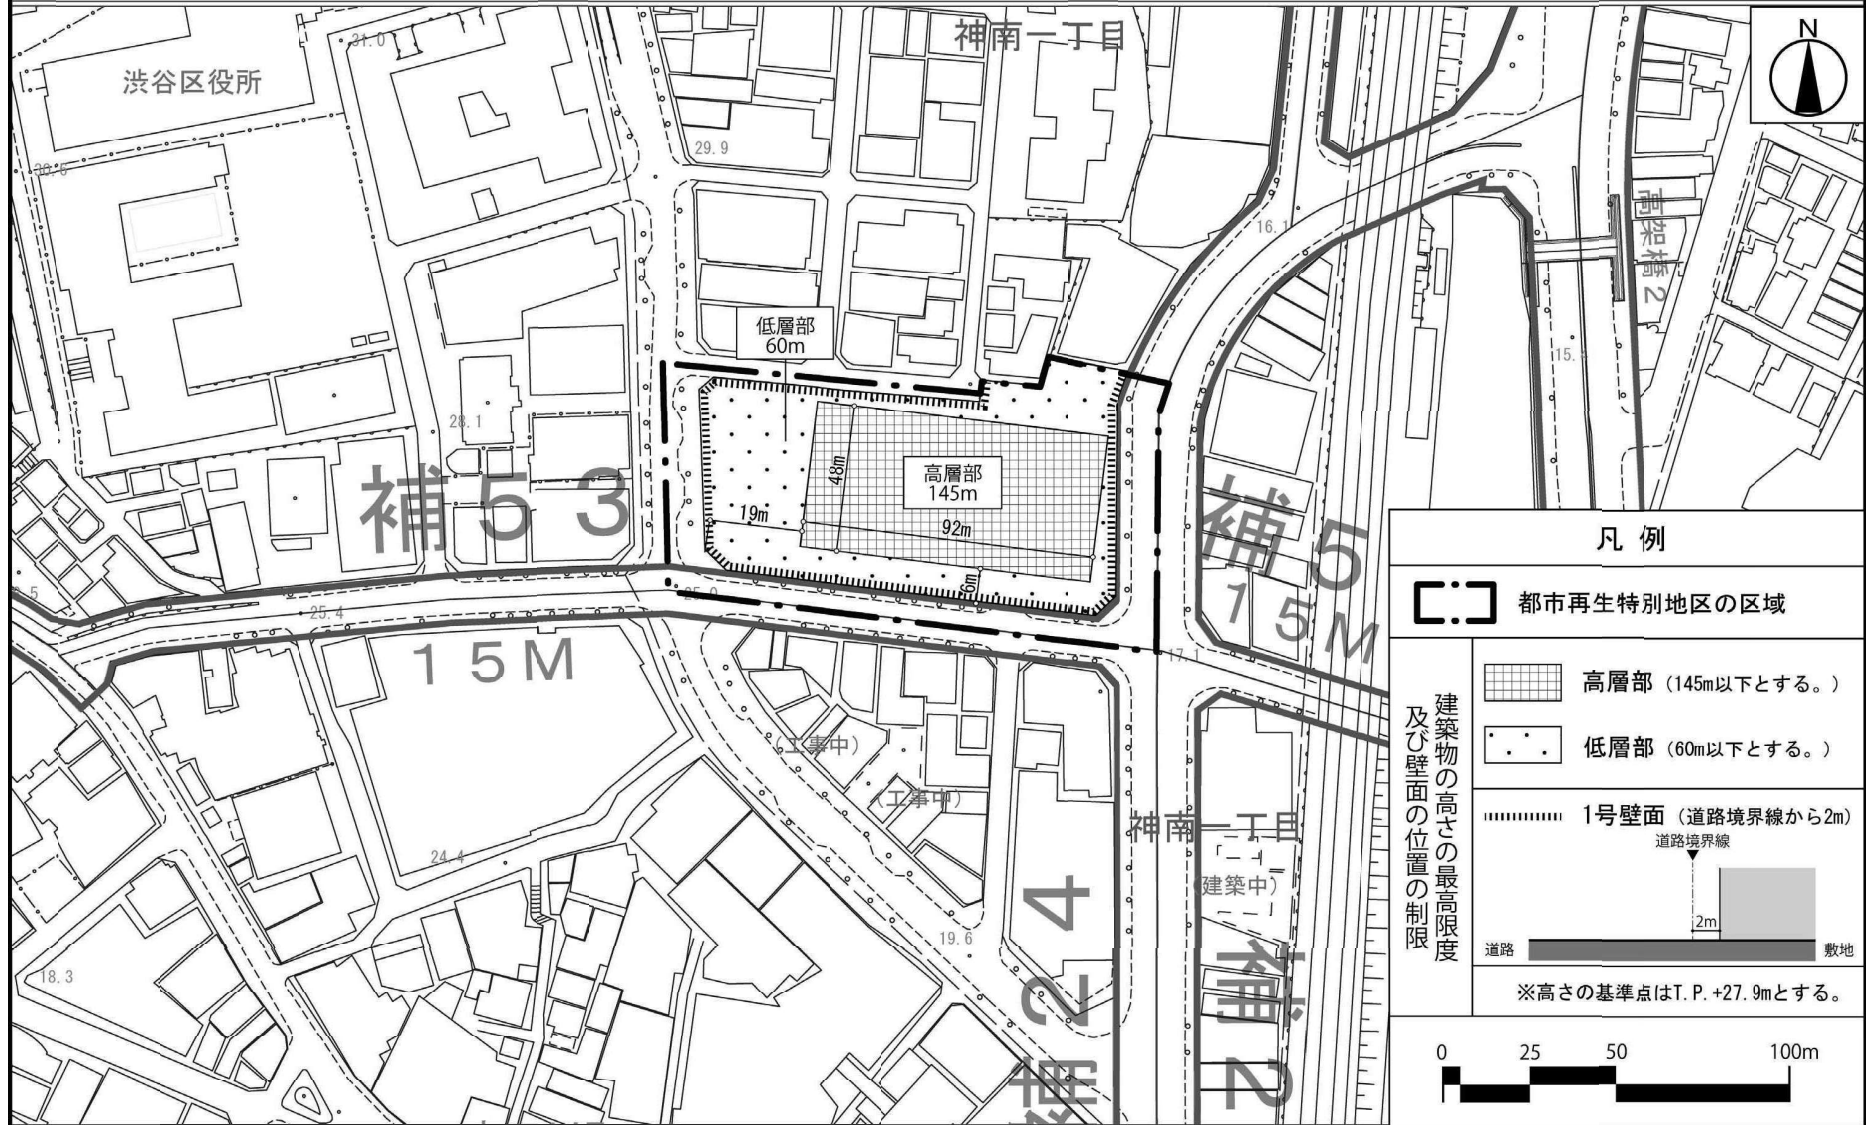 神南一丁目
N
31.0
渋谷区役所
29.9
30.6
高架橋2
16.1
低層部
60m
15.
28.1
補53
48m
高層部
145m
19m
92m
補5
15M
6m
25.0
25.4
15M
17.1
(工事中)
(工事中)
神南一丁目
24.4
(建築中)
19.6
18.3
補24
補2
凡例
都市再生特別地区の区域
建築物の高さの最高限度
及び壁面の位置の制限
高層部(145m以下とする。)
低層部(60m以下とする。)
1号壁面(道路境界線から2m)
道路境界線
2m
道路
敷地
※高さの基準点はT.P.+27.9mとする。
0 25 50 100m